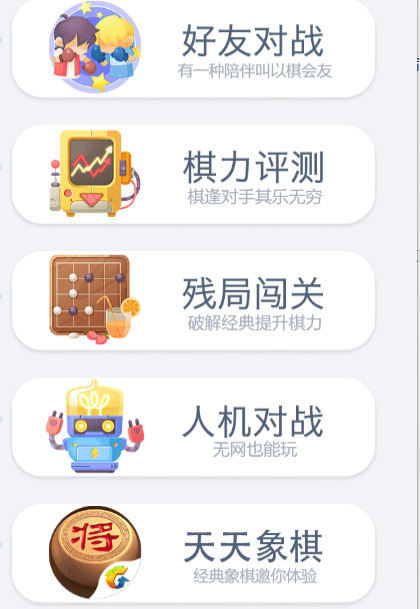 好友对战
有一种陪伴叫以棋会友
棋力评测
棋逢对手其乐无穷
残局闯关
破解经典提升棋力
人机对战
无网也能玩
将
天天象棋
经典象棋邀你体验